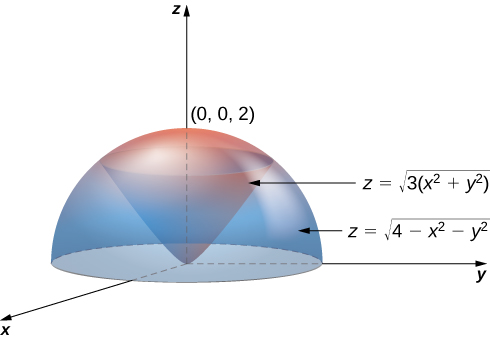 z
(0, 0, 2)
z = √3(x² + y²)
z = √4 − x² − y²
y
x